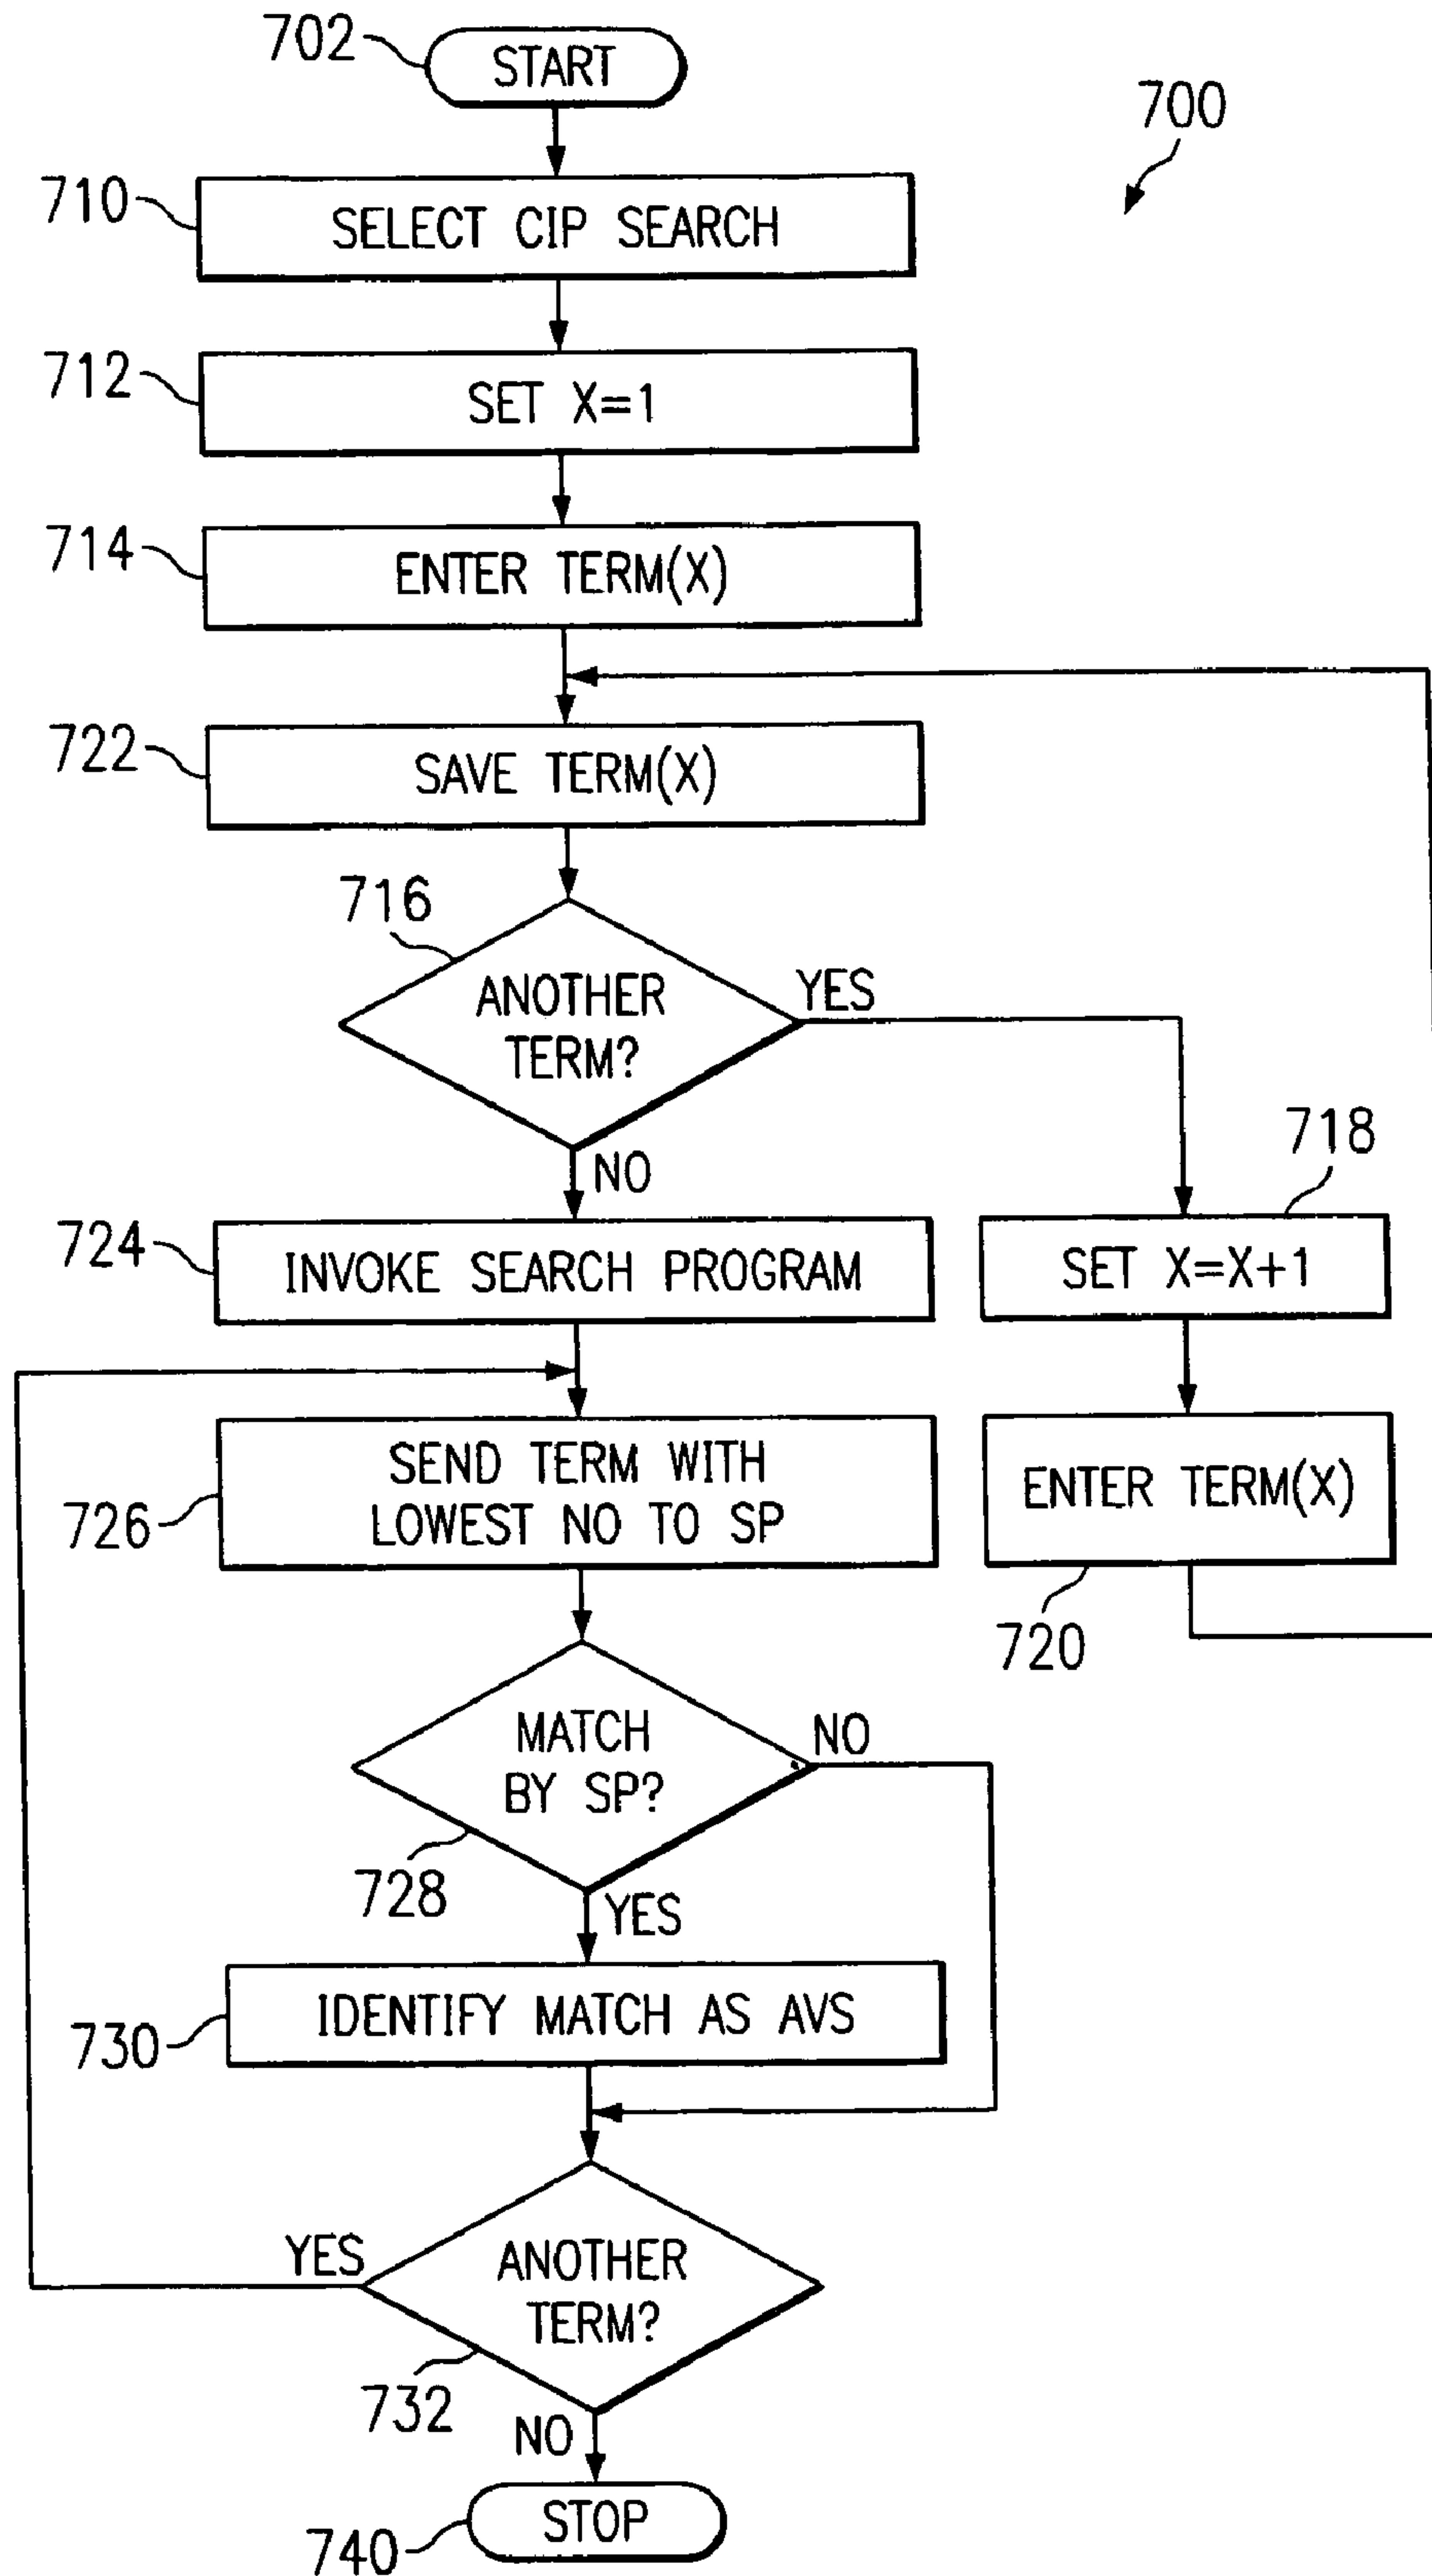 702
START
700
710
SELECT CIP SEARCH
712
SET X=1
714
ENTER TERM(X)
722
SAVE TERM(X)
716
ANOTHER
TERM?
YES
NO
718
724
INVOKE SEARCH PROGRAM
SET X=X+1
726
SEND TERM WITH
LOWEST NO TO SP
ENTER TERM(X)
720
MATCH
BY SP?
NO
728
YES
730
IDENTIFY MATCH AS AVS
YES
ANOTHER
TERM?
732
NO
740
STOP